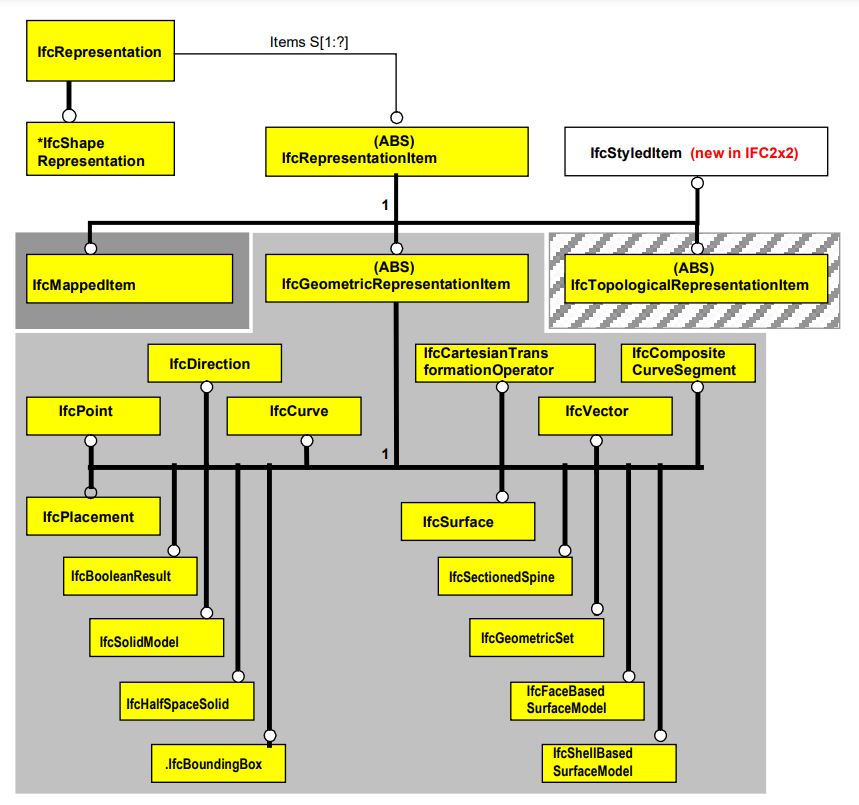 IfcRepresentation
Items S[1:?]
*IfcShape
Representation
(ABS)
IfcRepresentationItem
IfcStyledItem (new in IFC2x2)
1
IfcMappedItem
(ABS)
IfcGeometricRepresentationItem
(ABS)
IfcTopologicalRepresentationItem
IfcDirection
IfcCartesianTrans
formationOperator
IfcComposite
CurveSegment
IfcPoint
IfcCurve
IfcVector
1
IfcPlacement
IfcSurface
IfcBooleanResult
IfcSectionedSpine
IfcSolidModel
IfcGeometricSet
IfcHalfSpaceSolid
IfcFaceBased
SurfaceModel
.IfcBoundingBox
IfcShellBased
SurfaceModel